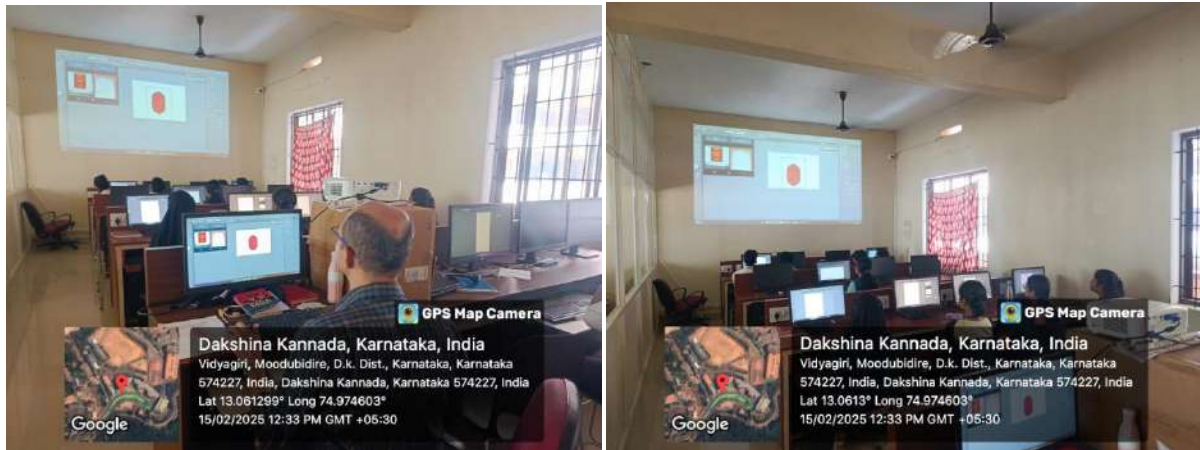 GPS Map Camera
Dakshina Kannada, Karnataka, India
Vidyagiri, Moodubidire, D.k. Dist., Karnataka, Karnataka
574227, India, Dakshina Kannada, Karnataka 574227, India
Lat 13.061299° Long 74.974603°
15/02/2025 12:33 PM GMT +05:30
Google
GPS Map Camera
Dakshina Kannada, Karnataka, India
Vidyagiri, Moodubidire, D.k. Dist., Karnataka, Karnataka
574227, India, Dakshina Kannada, Karnataka 574227, India
Lat 13.0613° Long 74.974603°
15/02/2025 12:33 PM GMT +05:30
Google